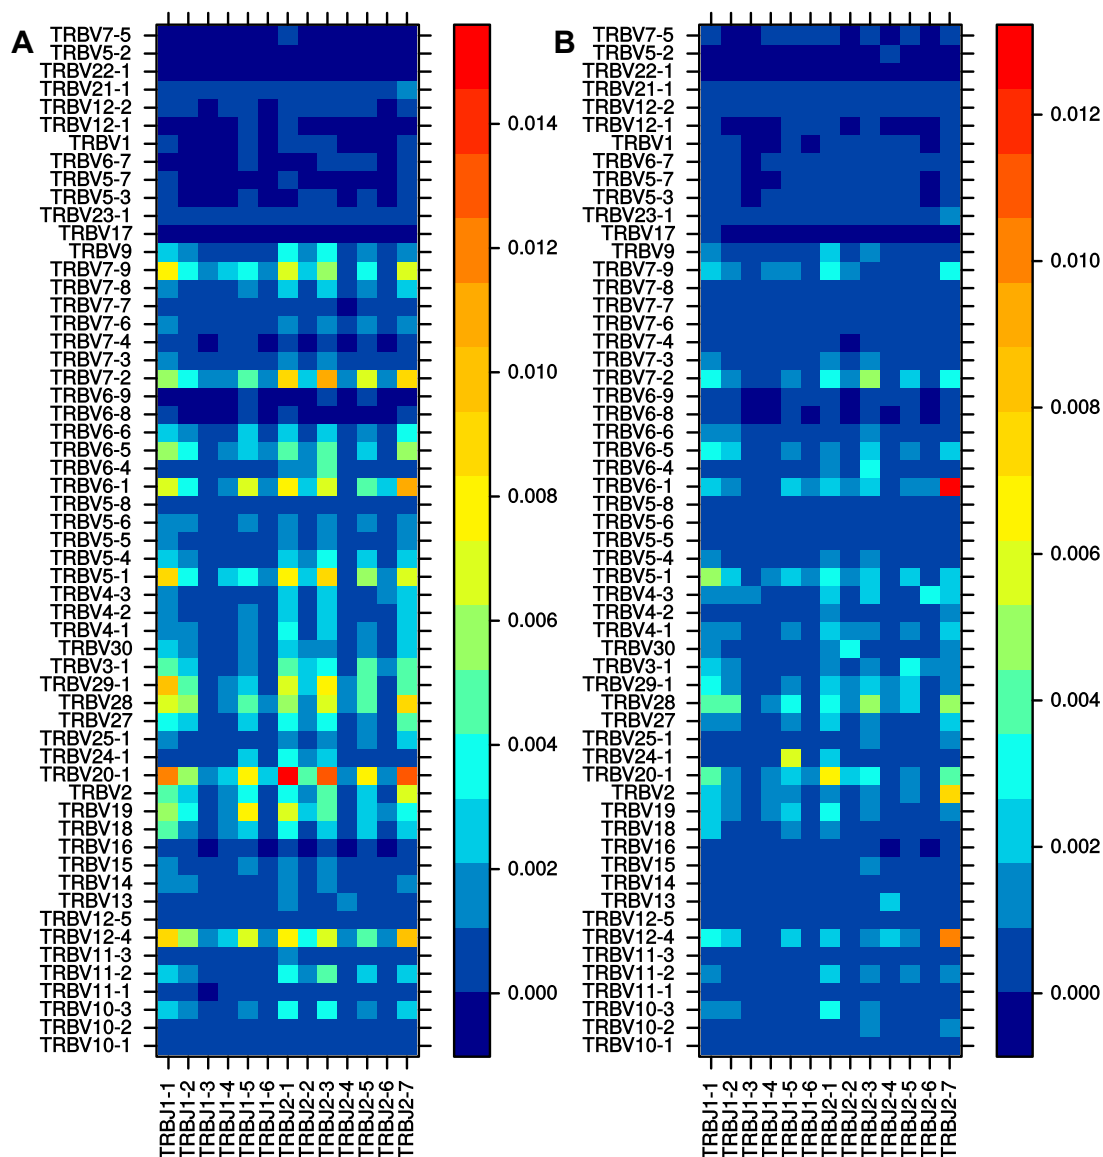 A
TRBV7-5
TRBV5-2
TRBV22-1
TRBV21-1
TRBV12-2
TRBV12-1
TRBV1
TRBV6-7
TRBV5-7
TRBV5-3
TRBV23-1
TRBV17
TRBV9
TRBV7-9
TRBV7-8
TRBV7-7
TRBV7-6
TRBV7-4
TRBV7-3
TRBV7-2
TRBV6-9
TRBV6-8
TRBV6-6
TRBV6-5
TRBV6-4
TRBV6-1
TRBV5-8
TRBV5-6
TRBV5-5
TRBV5-4
TRBV5-1
TRBV4-3
TRBV4-2
TRBV4-1
TRBV30
TRBV3-1
TRBV29-1
TRBV28
TRBV27
TRBV25-1
TRBV24-1
TRBV20-1
TRBV2
TRBV19
TRBV18
TRBV16
TRBV15
TRBV14
TRBV13
TRBV12-5
TRBV12-4
TRBV11-3
TRBV11-2
TRBV11-1
TRBV10-3
TRBV10-2
TRBV10-1
TRBJ1-1
TRBJ1-2
TRBJ1-3
TRBJ1-4
TRBJ1-5
TRBJ1-6
TRBJ2-1
TRBJ2-2
TRBJ2-3
TRBJ2-4
TRBJ2-5
TRBJ2-6
TRBJ2-7
0.014
0.012
0.010
0.008
0.006
0.004
0.002
0.000
B
TRBV7-5
TRBV5-2
TRBV22-1
TRBV21-1
TRBV12-2
TRBV12-1
TRBV1
TRBV6-7
TRBV5-7
TRBV5-3
TRBV23-1
TRBV17
TRBV9
TRBV7-9
TRBV7-8
TRBV7-7
TRBV7-6
TRBV7-4
TRBV7-3
TRBV7-2
TRBV6-9
TRBV6-8
TRBV6-6
TRBV6-5
TRBV6-4
TRBV6-1
TRBV5-8
TRBV5-6
TRBV5-5
TRBV5-4
TRBV5-1
TRBV4-3
TRBV4-2
TRBV4-1
TRBV30
TRBV3-1
TRBV29-1
TRBV28
TRBV27
TRBV25-1
TRBV24-1
TRBV20-1
TRBV2
TRBV19
TRBV18
TRBV16
TRBV15
TRBV14
TRBV13
TRBV12-5
TRBV12-4
TRBV11-3
TRBV11-2
TRBV11-1
TRBV10-3
TRBV10-2
TRBV10-1
TRBJ1-1
TRBJ1-2
TRBJ1-3
TRBJ1-4
TRBJ1-5
TRBJ1-6
TRBJ2-1
TRBJ2-2
TRBJ2-3
TRBJ2-4
TRBJ2-5
TRBJ2-6
TRBJ2-7
0.012
0.010
0.008
0.006
0.004
0.002
0.000